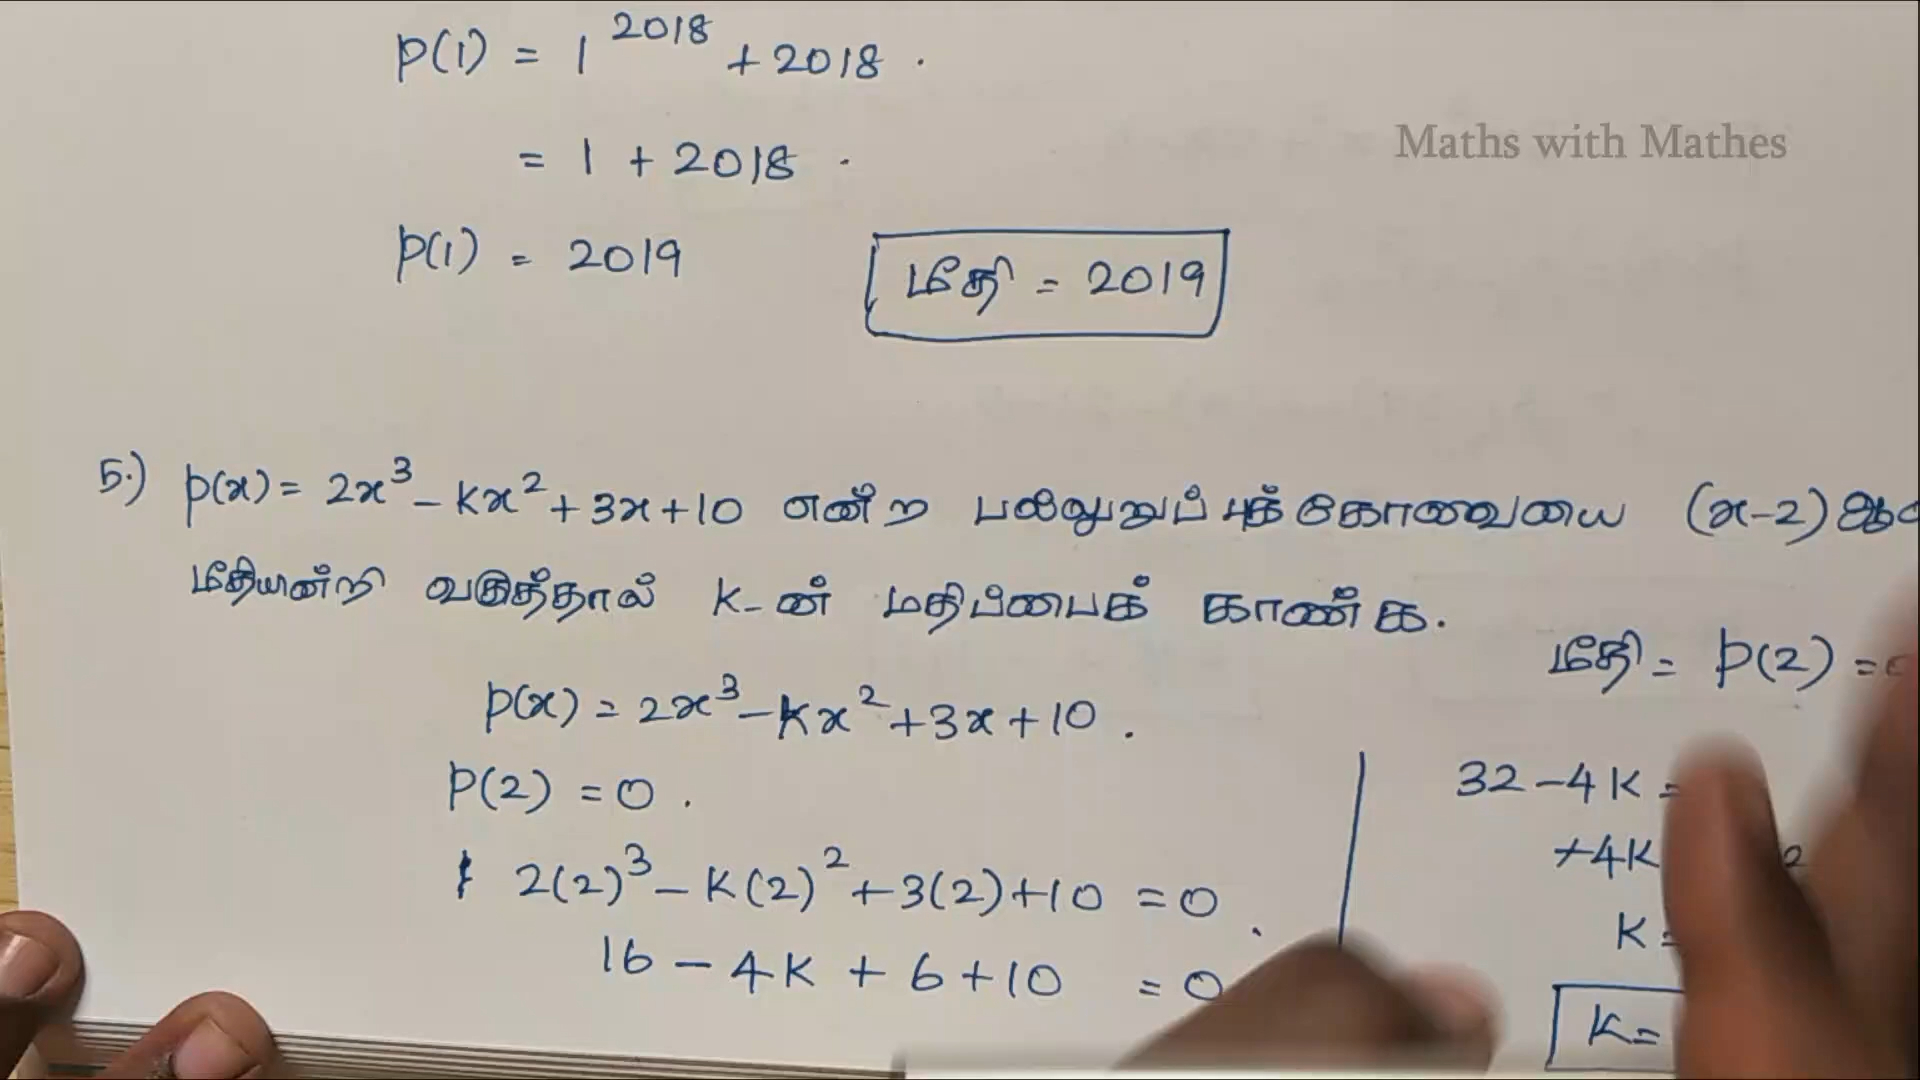 p(1) = 1^2018 + 2018.
Maths with Mathes
= 1 + 2018.
p(1) = 2019
மீதி = 2019
5.) p(x) = 2x³ - kx² + 3x + 10 என்ற பல்லுறுப்புக்கோவையை (x-2) ஆல்
மீதியின்றி வகுத்தால் K-ன் மதிப்பைக் காண்க.
மீதி = p(2) =
p(x) = 2x³ - kx² + 3x + 10.
P(2) = 0.
2(2)³ - K(2)² + 3(2) + 10 = 0.
16 - 4K + 6 + 10 = 0
32 - 4K =
+4K
K =
K =